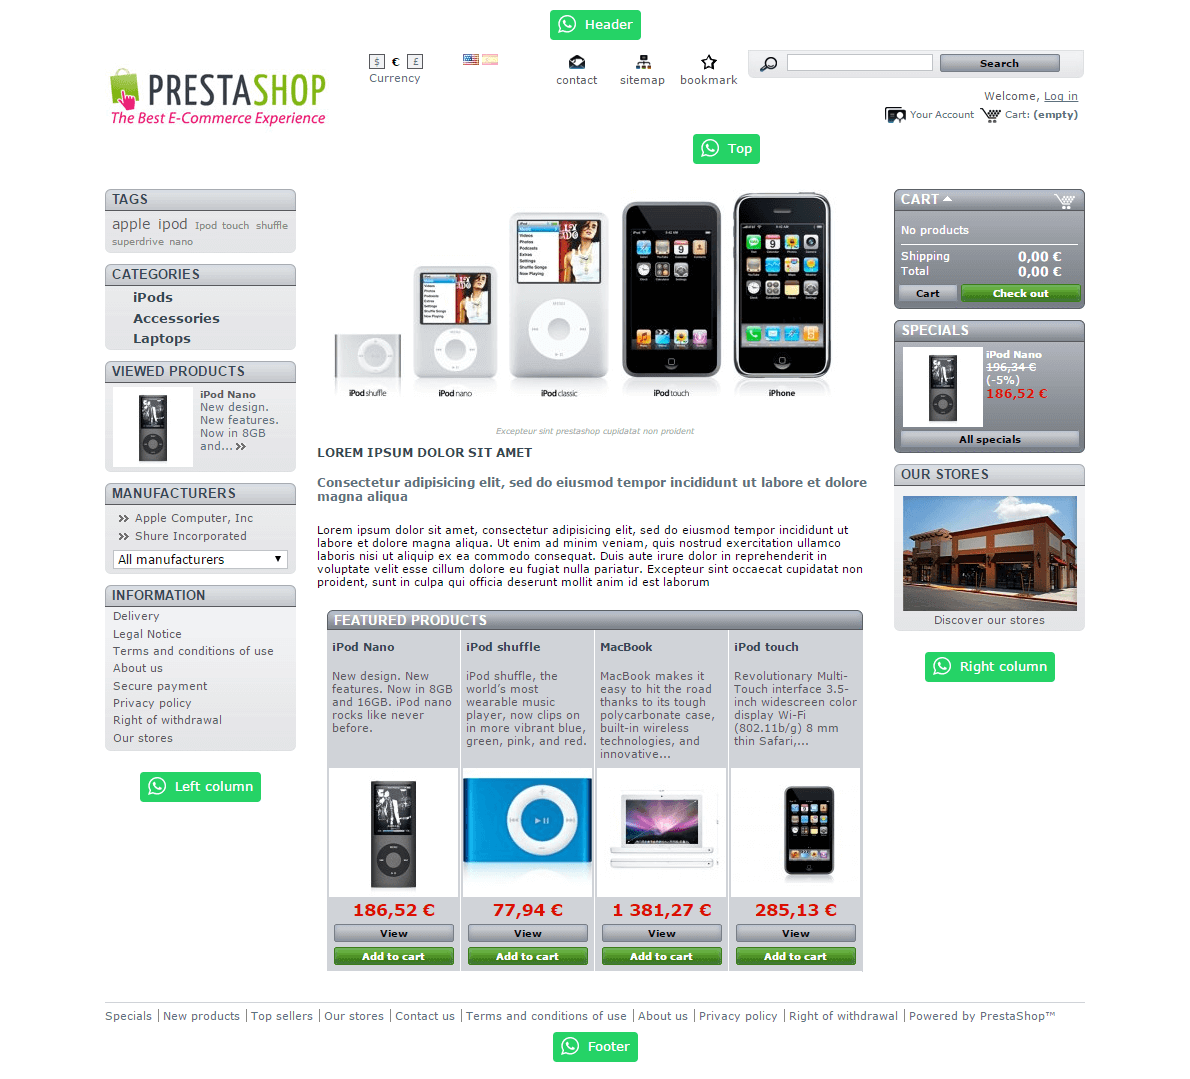 Header
$ € £
Currency
contact
sitemap
bookmark
Search
PRESTASHOP
The Best E-Commerce Experience
Welcome, Log in
Your Account
Cart: (empty)
Top
TAGS
apple ipod Ipod touch shuffle
superdrive nano
CATEGORIES
iPods
Accessories
Laptops
VIEWED PRODUCTS
iPod Nano
New design.
New features.
Now in 8GB
and...
MANUFACTURERS
Apple Computer, Inc
Shure Incorporated
All manufacturers
INFORMATION
Delivery
Legal Notice
Terms and conditions of use
About us
Secure payment
Privacy policy
Right of withdrawal
Our stores
Left column
iPod shuffle
iPod nano
iPod classic
iPod touch
iPhone
Excepteur sint prestashop cupidatat non proident
LOREM IPSUM DOLOR SIT AMET
Consectetur adipisicing elit, sed do eiusmod tempor incididunt ut labore et dolore
magna aliqua
Lorem ipsum dolor sit amet, consectetur adipisicing elit, sed do eiusmod tempor incididunt ut
labore et dolore magna aliqua. Ut enim ad minim veniam, quis nostrud exercitation ullamco
laboris nisi ut aliquip ex ea commodo consequat. Duis aute irure dolor in reprehenderit in
voluptate velit esse cillum dolore eu fugiat nulla pariatur. Excepteur sint occaecat cupidatat non
proident, sunt in culpa qui officia deserunt mollit anim id est laborum
FEATURED PRODUCTS
iPod Nano
New design. New
features. Now in 8GB
and 16GB. iPod nano
rocks like never
before.
186,52 €
View
Add to cart
iPod shuffle
iPod shuffle, the
world's most
wearable music
player, now clips on
in more vibrant blue,
green, pink, and red.
77,94 €
View
Add to cart
MacBook
MacBook makes it
easy to hit the road
thanks to its tough
polycarbonate case,
built-in wireless
technologies, and
innovative...
1 381,27 €
View
Add to cart
iPod touch
Revolutionary Multi-
Touch interface 3.5-
inch widescreen color
display Wi-Fi
(802.11b/g) 8 mm
thin Safari,...
285,13 €
View
Add to cart
CART
No products
Shipping 0,00 €
Total 0,00 €
Cart
Check out
SPECIALS
iPod Nano
196,34 €
(-5%)
186,52 €
All specials
OUR STORES
Discover our stores
Right column
Specials | New products | Top sellers | Our stores | Contact us | Terms and conditions of use | About us | Privacy policy | Right of withdrawal | Powered by PrestaShop™
Footer